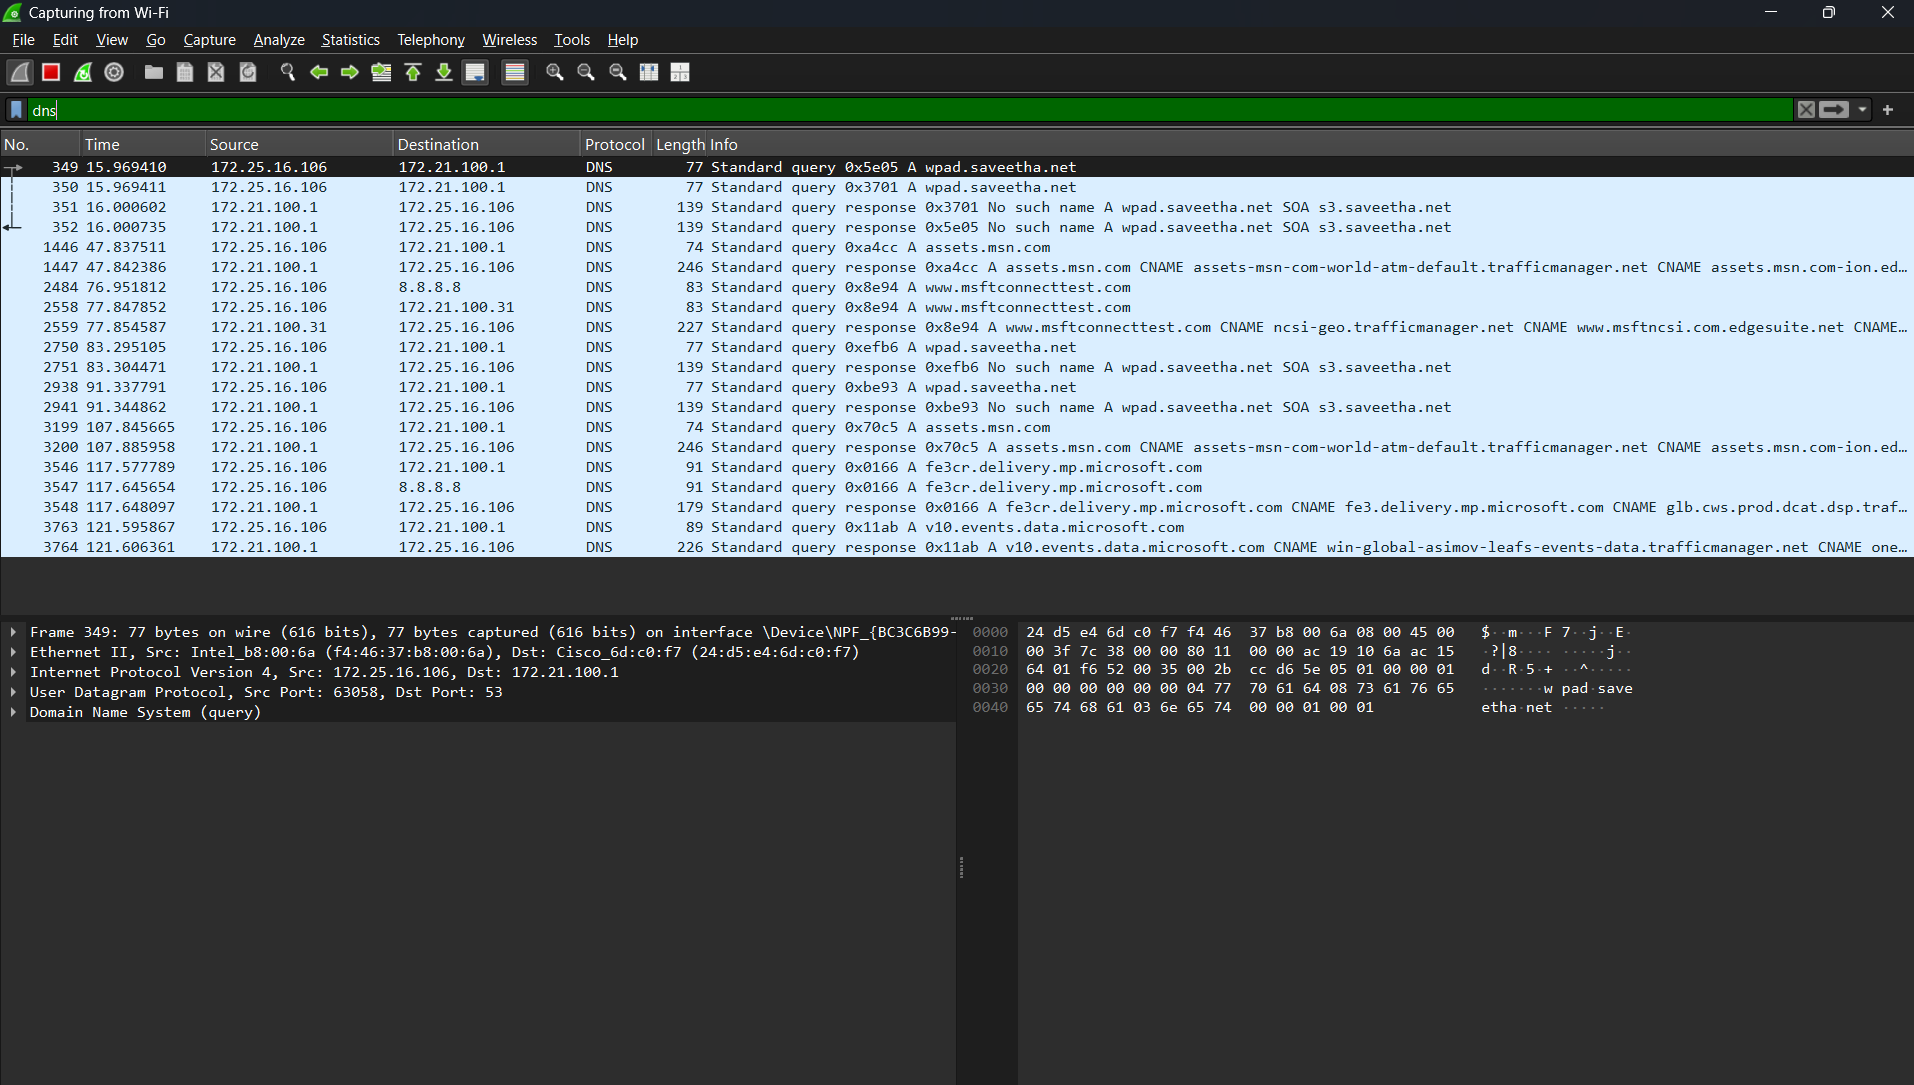 Capturing from Wi-Fi
File Edit View Go Capture Analyze Statistics Telephony Wireless Tools Help
dns
No. Time Source Destination Protocol Length Info
349 15.969410 172.25.16.106 172.21.100.1 DNS 77 Standard query 0x5e05 A wpad.saveetha.net
350 15.969411 172.25.16.106 172.21.100.1 DNS 77 Standard query 0x3701 A wpad.saveetha.net
351 16.000602 172.21.100.1 172.25.16.106 DNS 139 Standard query response 0x3701 No such name A wpad.saveetha.net SOA s3.saveetha.net
352 16.000735 172.21.100.1 172.25.16.106 DNS 139 Standard query response 0x5e05 No such name A wpad.saveetha.net SOA s3.saveetha.net
1446 47.837511 172.25.16.106 172.21.100.1 DNS 74 Standard query 0xa4cc A assets.msn.com
1447 47.842386 172.21.100.1 172.25.16.106 DNS 246 Standard query response 0xa4cc A assets.msn.com CNAME assets-msn-com-world-atm-default.trafficmanager.net CNAME assets.msn.com-ion.ed…
2484 76.951812 172.25.16.106 8.8.8.8 DNS 83 Standard query 0x8e94 A www.msftconnecttest.com
2558 77.847852 172.25.16.106 172.21.100.31 DNS 83 Standard query 0x8e94 A www.msftconnecttest.com
2559 77.854587 172.21.100.31 172.25.16.106 DNS 227 Standard query response 0x8e94 A www.msftconnecttest.com CNAME ncsi-geo.trafficmanager.net CNAME www.msftncsi.com.edgesuite.net CNAME…
2750 83.295105 172.25.16.106 172.21.100.1 DNS 77 Standard query 0xefb6 A wpad.saveetha.net
2751 83.304471 172.21.100.1 172.25.16.106 DNS 139 Standard query response 0xefb6 No such name A wpad.saveetha.net SOA s3.saveetha.net
2938 91.337791 172.25.16.106 172.21.100.1 DNS 77 Standard query 0xbe93 A wpad.saveetha.net
2941 91.344862 172.21.100.1 172.25.16.106 DNS 139 Standard query response 0xbe93 No such name A wpad.saveetha.net SOA s3.saveetha.net
3199 107.845665 172.25.16.106 172.21.100.1 DNS 74 Standard query 0x70c5 A assets.msn.com
3200 107.885958 172.21.100.1 172.25.16.106 DNS 246 Standard query response 0x70c5 A assets.msn.com CNAME assets-msn-com-world-atm-default.trafficmanager.net CNAME assets.msn.com-ion.ed…
3546 117.577789 172.25.16.106 172.21.100.1 DNS 91 Standard query 0x0166 A fe3cr.delivery.mp.microsoft.com
3547 117.645654 172.25.16.106 8.8.8.8 DNS 91 Standard query 0x0166 A fe3cr.delivery.mp.microsoft.com
3548 117.648097 172.21.100.1 172.25.16.106 DNS 179 Standard query response 0x0166 A fe3cr.delivery.mp.microsoft.com CNAME fe3.delivery.mp.microsoft.com CNAME glb.cws.prod.dcat.dsp.traf…
3763 121.595867 172.25.16.106 172.21.100.1 DNS 89 Standard query 0x11ab A v10.events.data.microsoft.com
3764 121.606361 172.21.100.1 172.25.16.106 DNS 226 Standard query response 0x11ab A v10.events.data.microsoft.com CNAME win-global-asimov-leafs-events-data.trafficmanager.net CNAME one…
Frame 349: 77 bytes on wire (616 bits), 77 bytes captured (616 bits) on interface \Device\NPF_{BC3C6B99-
Ethernet II, Src: Intel_b8:00:6a (f4:46:37:b8:00:6a), Dst: Cisco_6d:c0:f7 (24:d5:e4:6d:c0:f7)
Internet Protocol Version 4, Src: 172.25.16.106, Dst: 172.21.100.1
User Datagram Protocol, Src Port: 63058, Dst Port: 53
Domain Name System (query)
0000 24 d5 e4 6d c0 f7 f4 46 37 b8 00 6a 08 00 45 00 $··m···F 7··j··E·
0010 00 3f 7c 38 00 00 80 11 00 00 ac 19 10 6a ac 15 ·?|8···· ·····j··
0020 64 01 f6 52 00 35 00 2b cc d6 5e 05 01 00 00 01 d··R·5·+ ··^·····
0030 00 00 00 00 00 00 04 77 70 61 64 08 73 61 76 65 ·······w pad·save
0040 65 74 68 61 03 6e 65 74 00 00 01 00 01 etha·net ·····